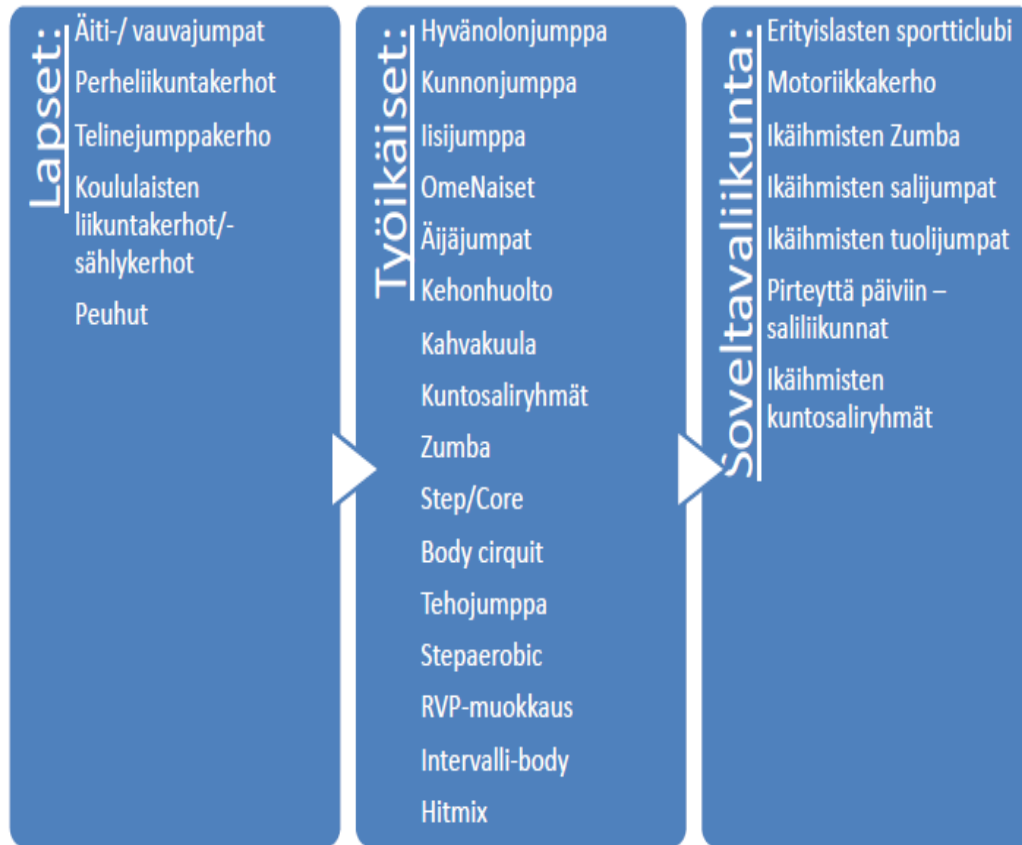 Lapset:
Äiti-/ vauvajumpat
Perheliikuntakerhot
Telinejumppakerho
Koululaisten
liikuntakerhot/-
sählykerhot
Peuhut
Työikäiset:
Hyvänolonjumppa
Kunnonjumppa
Iisijumppa
OmeNaiset
Äijäjumpat
Kehonhuolto
Kahvakuula
Kuntosaliryhmät
Zumba
Step/Core
Body cirquit
Tehojumppa
Stepaerobic
RVP-muokkaus
Intervalli-body
Hitmix
Soveltavaliikunta:
Erityislasten sportticlubi
Motoriikkakerho
Ikäihmisten Zumba
Ikäihmisten salijumpat
Ikäihmisten tuolijumpat
Pirteyttä päiviin –
saliliikunnat
Ikäihmisten
kuntosaliryhmät